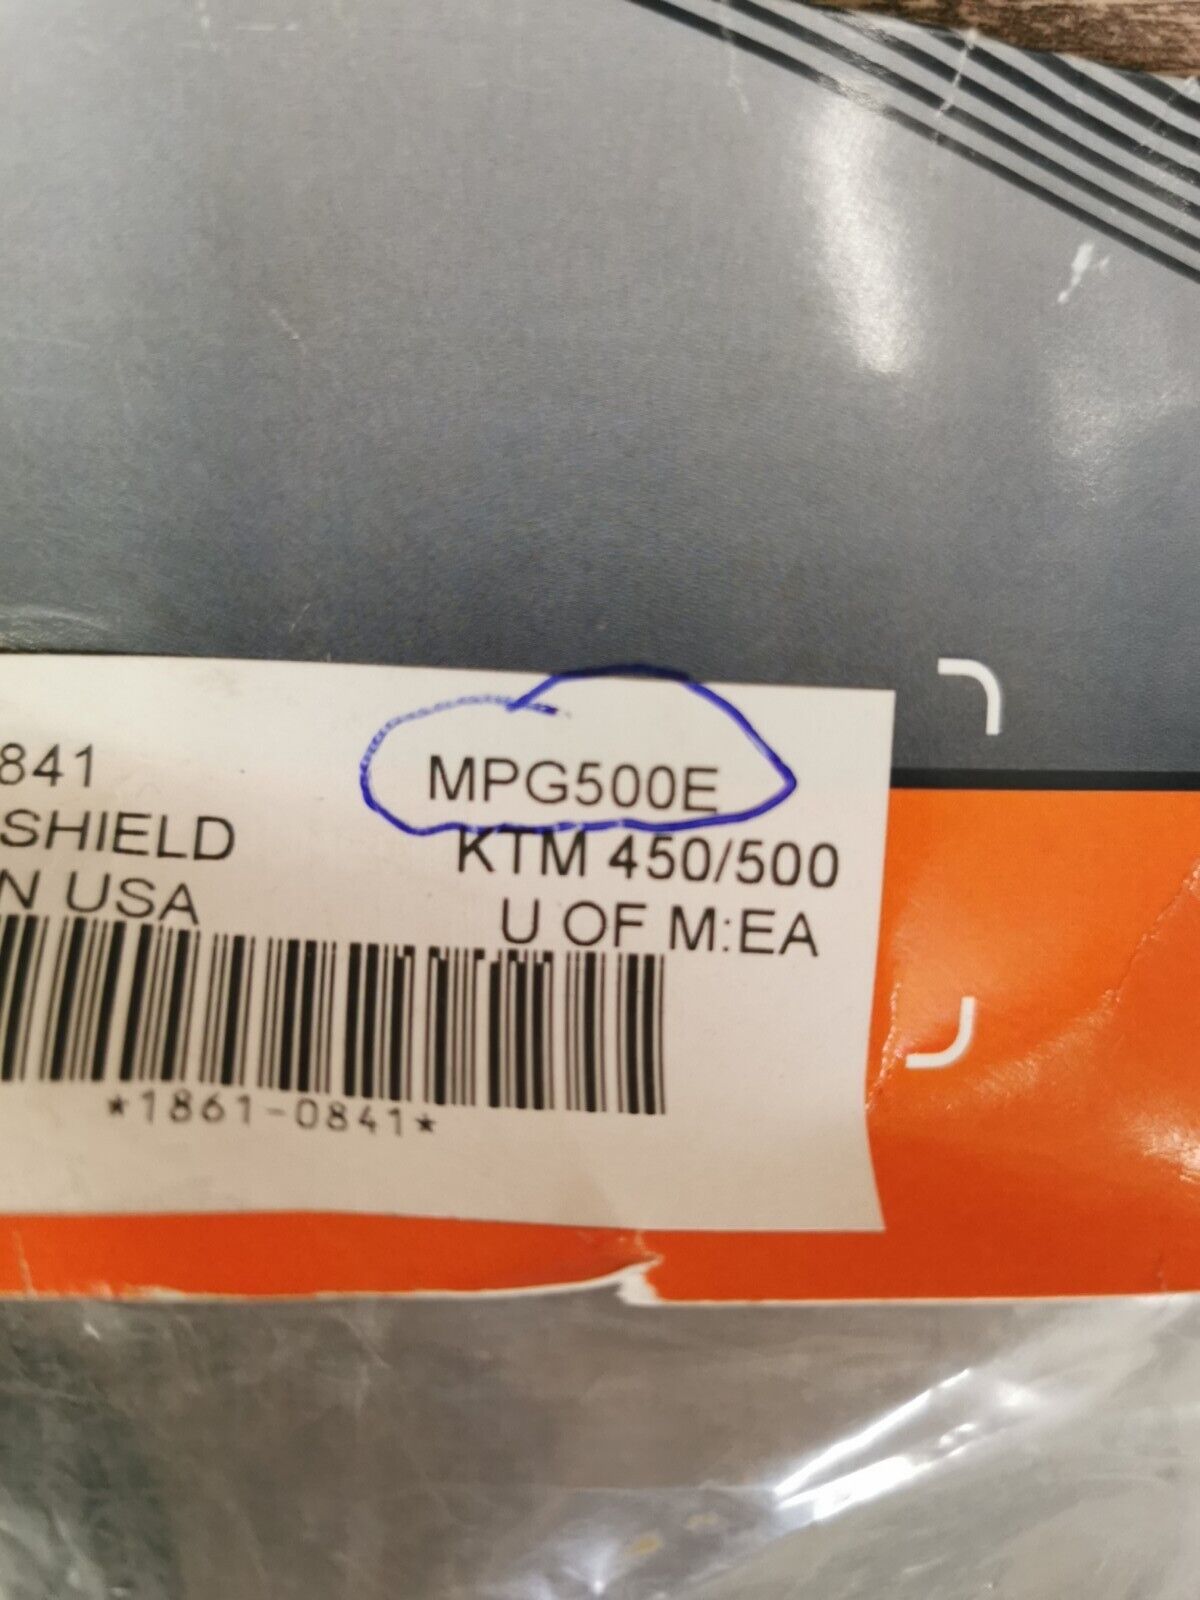 841 MPG500E
SHIELD KTM 450/500
N USA U OF M:EA
*1861-0841*